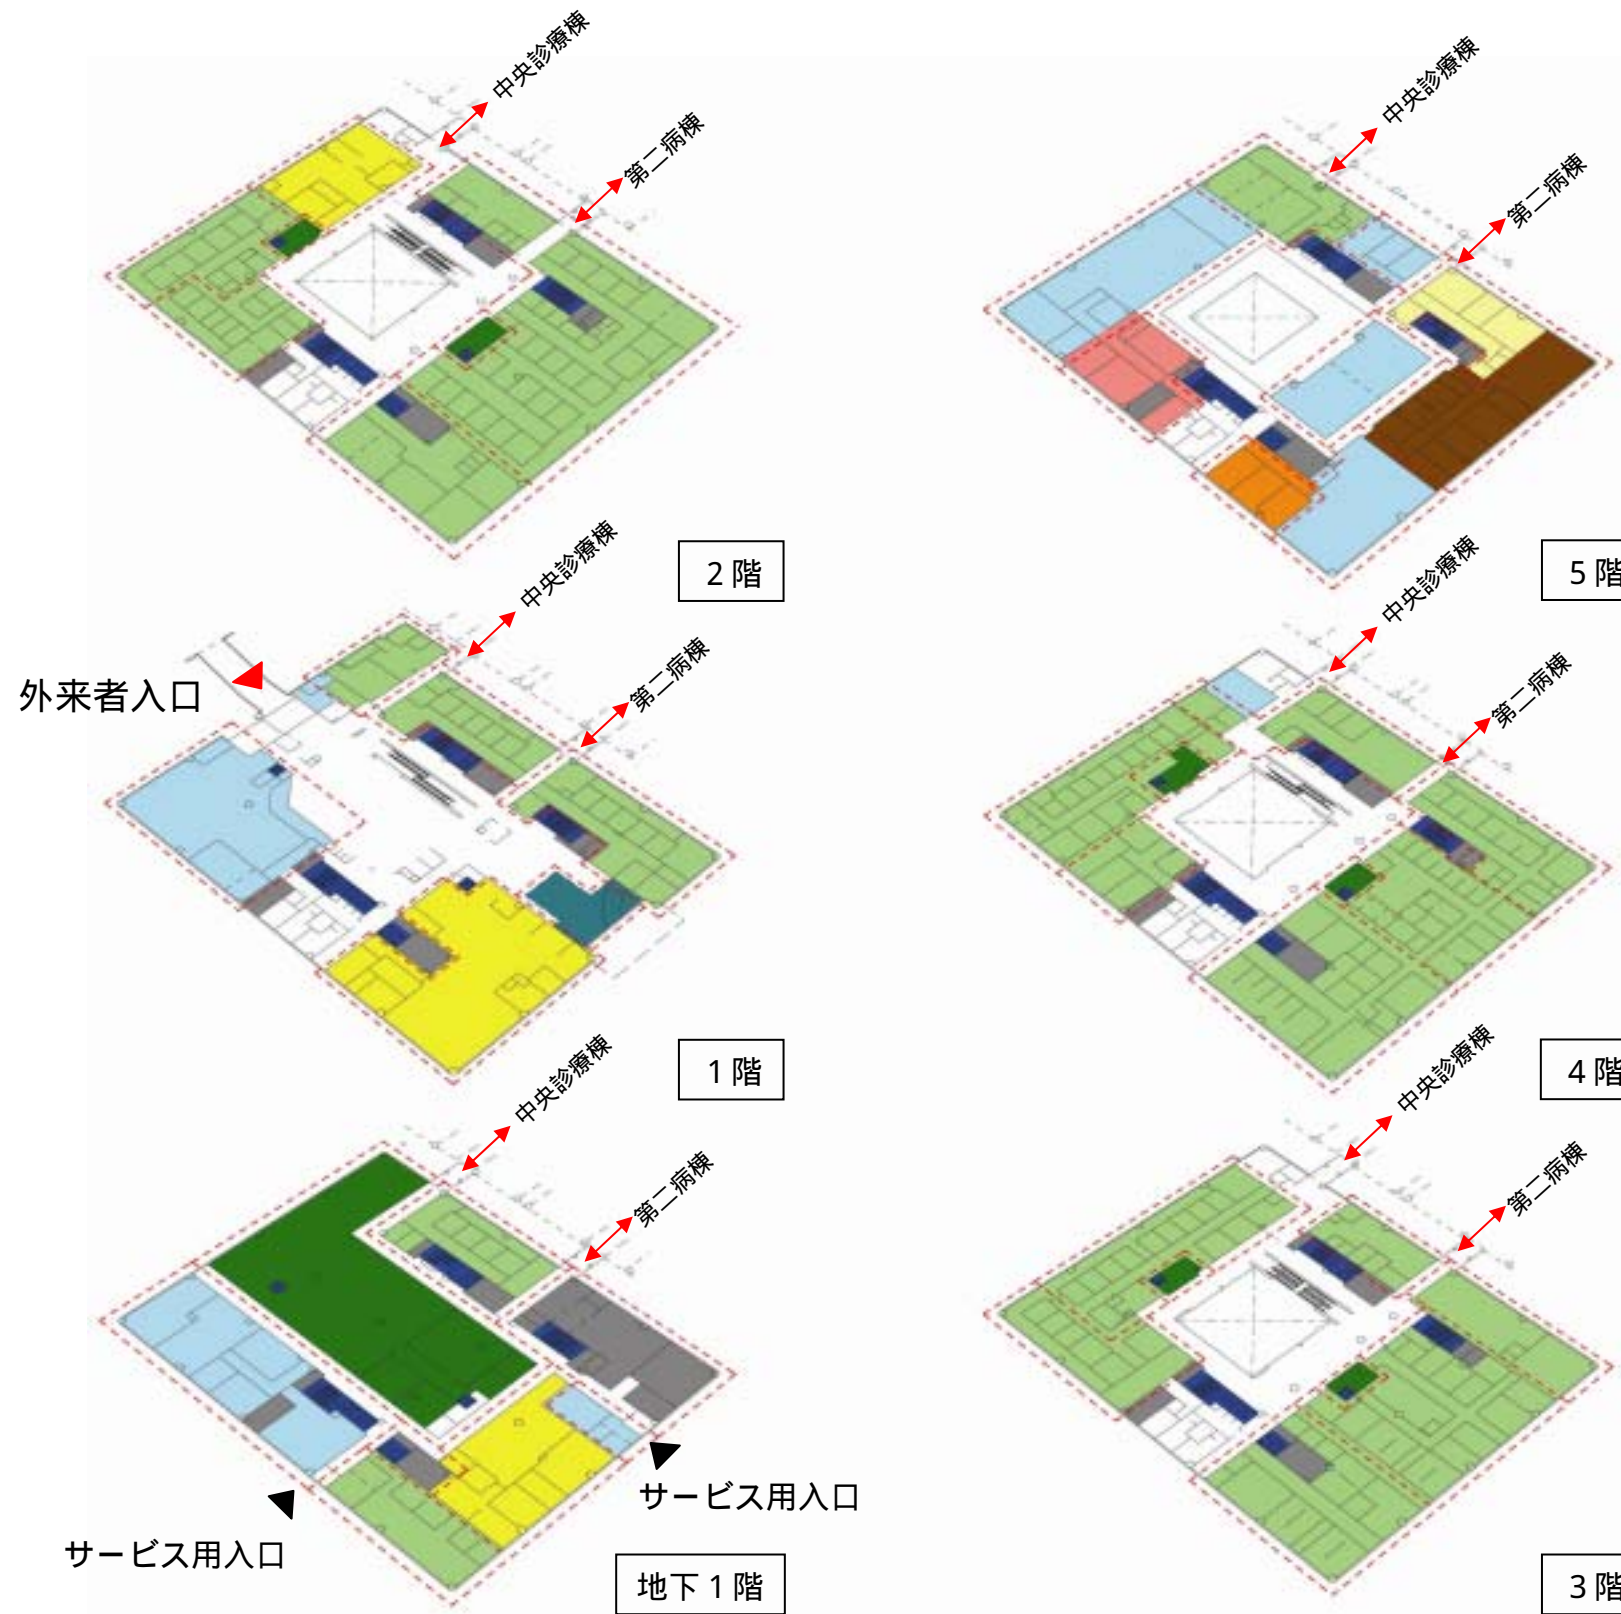 中央診療棟
第二病棟
2階
中央診療棟
第二病棟
5階
外来者入口
中央診療棟
第二病棟
1階
中央診療棟
第二病棟
4階
中央診療棟
第二病棟
サービス用入口
サービス用入口
地下1階
中央診療棟
第二病棟
3階